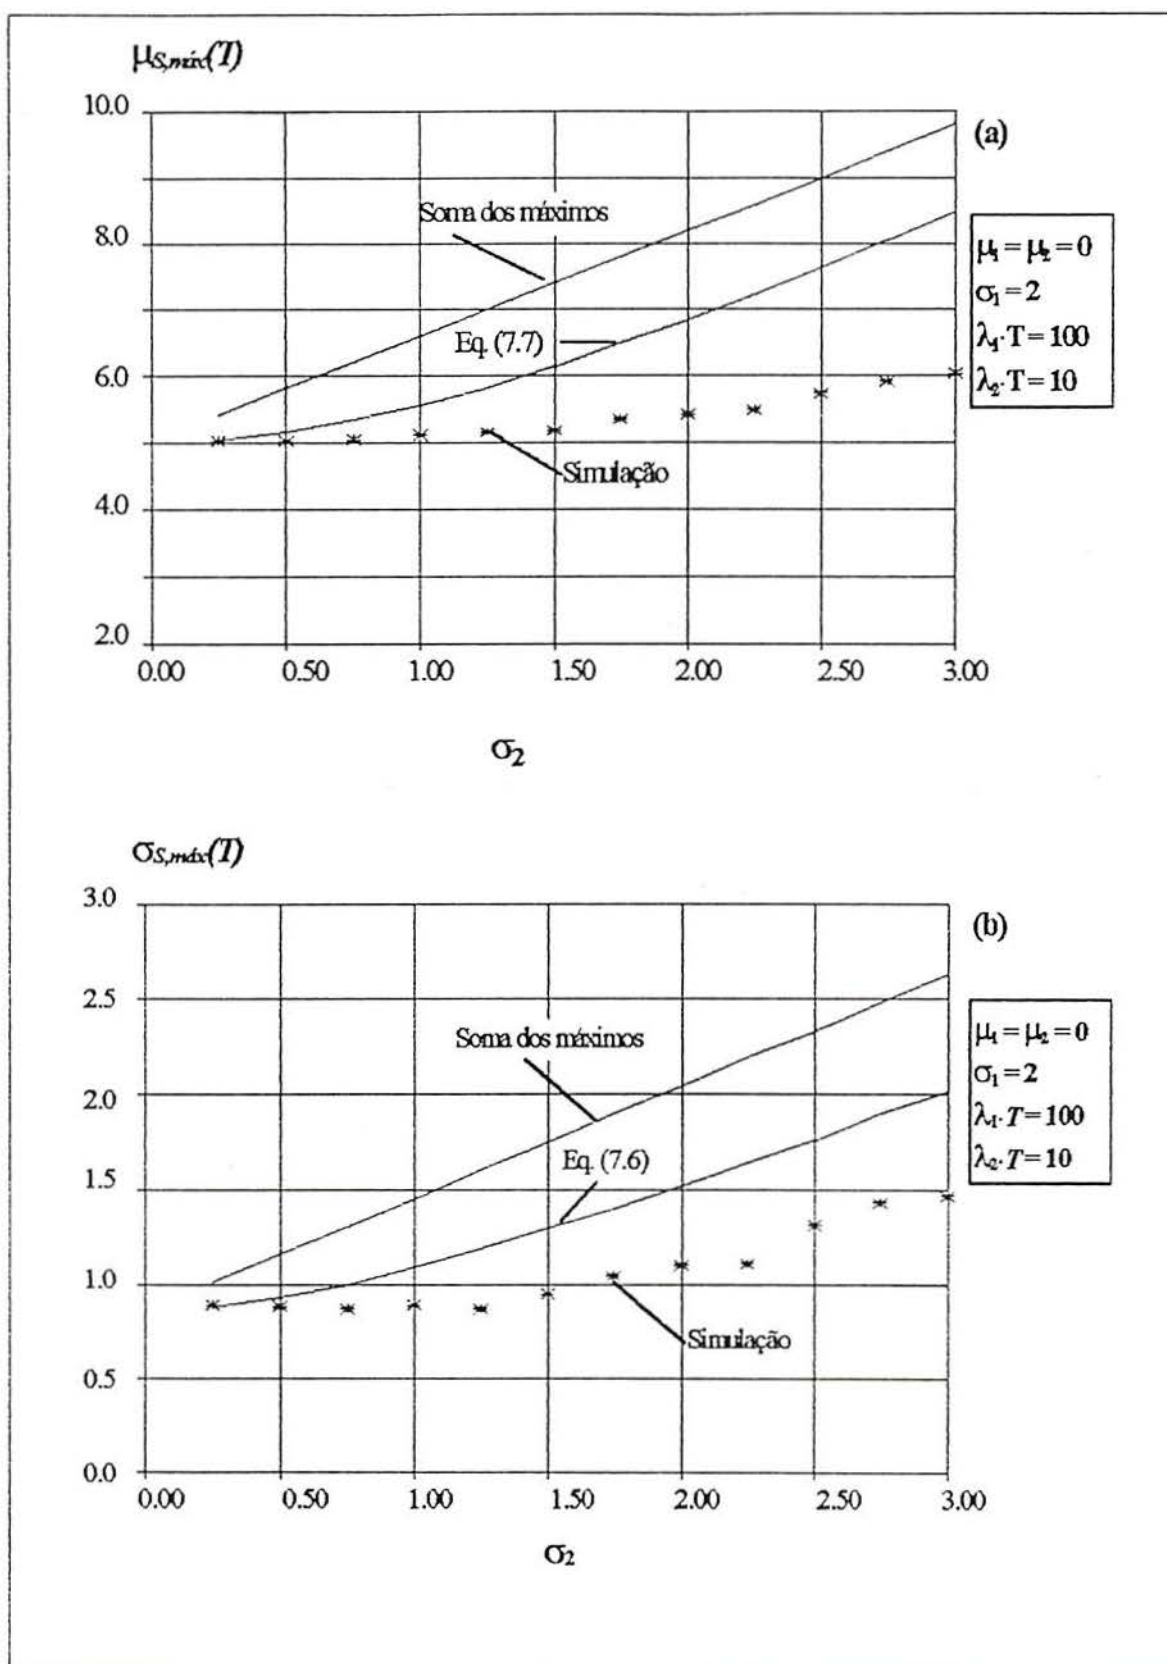 μS,máx(T)
10.0
(a)
Soma dos máximos
8.0
μ1 = μ2 = 0
σ1 = 2
λ1·T = 100
λ2·T = 10
Eq. (7.7)
6.0
Simulação
4.0
2.0
0.00 0.50 1.00 1.50 2.00 2.50 3.00
σ2
σS,máx(T)
3.0
(b)
2.5
Soma dos máximos
μ1 = μ2 = 0
σ1 = 2
λ1·T = 100
λ2·T = 10
2.0
Eq. (7.6)
1.5
1.0
Simulação
0.5
0.0
0.00 0.50 1.00 1.50 2.00 2.50 3.00
σ2